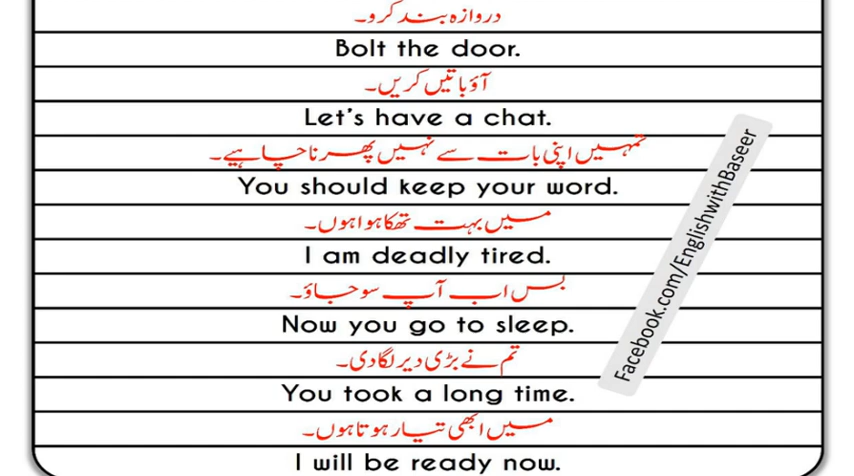 دروازہ بند کرو۔
Bolt the door.
آؤ باتیں کریں۔
Let's have a chat.
تمہیں اپنی بات سے نہیں پھرنا چاہیے۔
You should keep your word.
میں بہت تھکا ہوا ہوں۔
I am deadly tired.
بس اب آپ سو جاؤ۔
Now you go to sleep.
تم نے بڑی دیر لگا دی۔
You took a long time.
میں ابھی تیار ہوتا ہوں۔
I will be ready now.
Facebook.com/EnglishwithBaseer